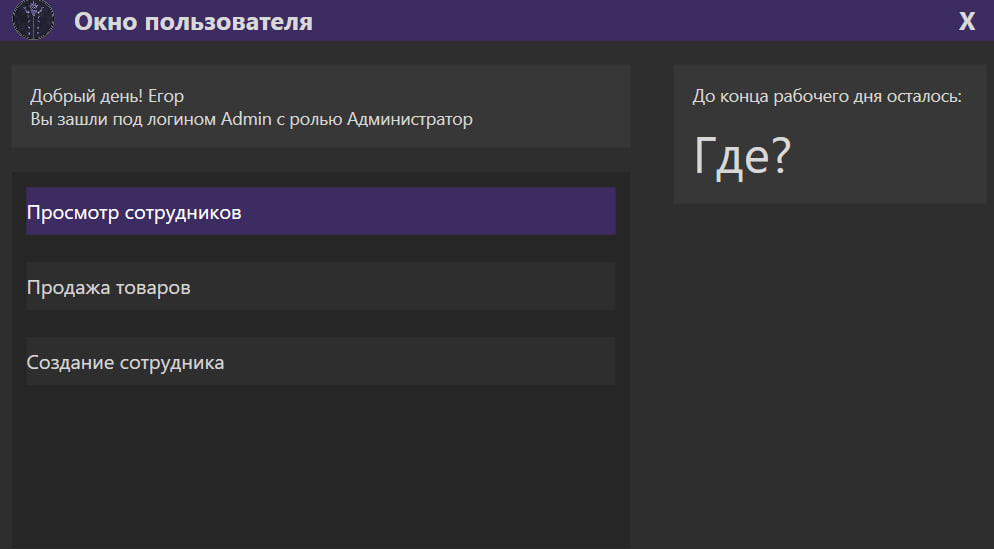 Окно пользователя
X
Добрый день! Егор
Вы зашли под логином Admin с ролью Администратор
До конца рабочего дня осталось:
Где?
Просмотр сотрудников
Продажа товаров
Создание сотрудника